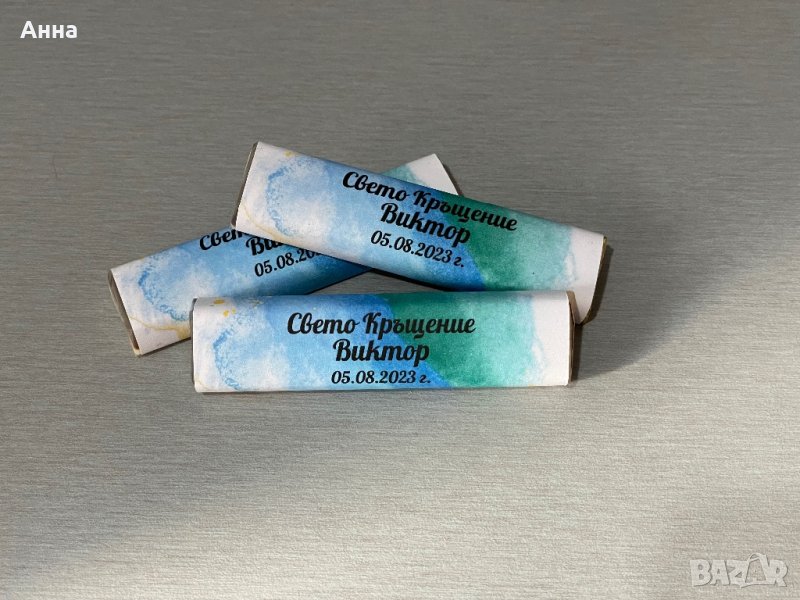 Анна
Свето Кръщение
Виктор
05.08.2023 г.
Свето Кръщение
Виктор
05.08.2023 г.
BAZAR